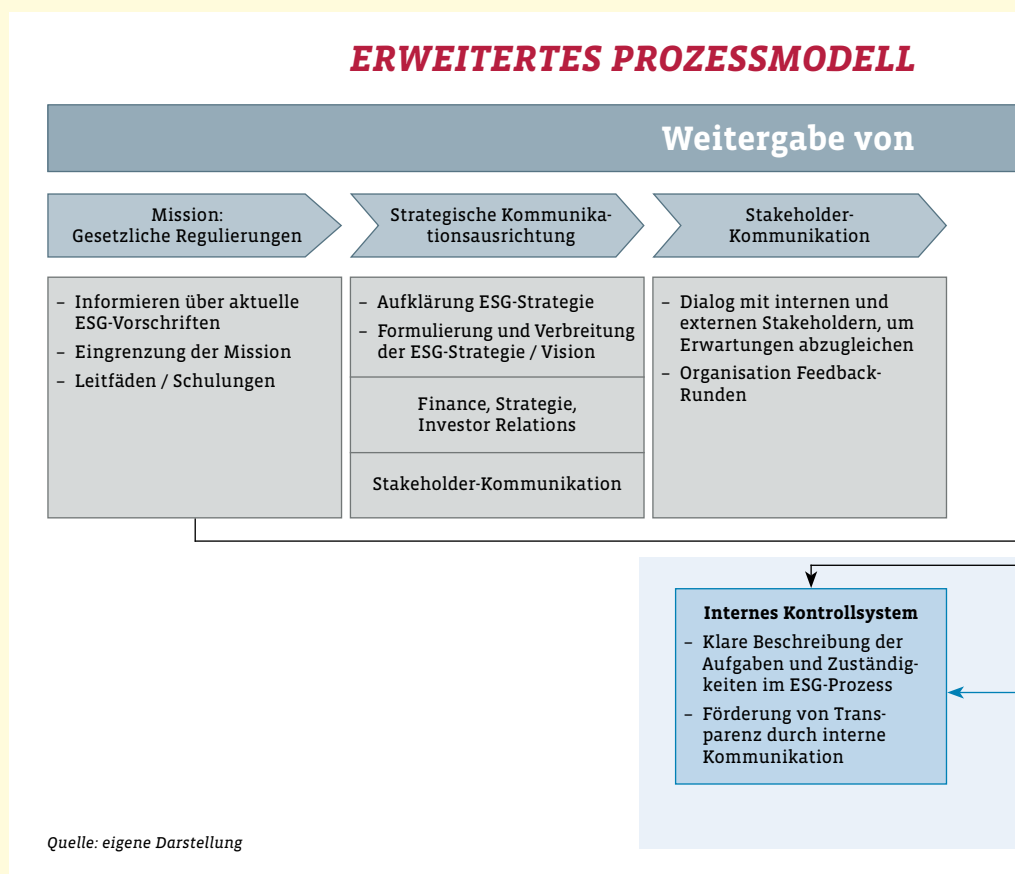 ERWEITERTES PROZESSMODELL
Weitergabe von
Mission:
Gesetzliche Regulierungen
Strategische Kommunika-
tionsausrichtung
Stakeholder-
Kommunikation
– Informieren über aktuelle
ESG-Vorschriften
– Eingrenzung der Mission
– Leitfäden / Schulungen
– Aufklärung ESG-Strategie
– Formulierung und Verbreitung
der ESG-Strategie / Vision
Finance, Strategie,
Investor Relations
Stakeholder-Kommunikation
– Dialog mit internen und
externen Stakeholdern, um
Erwartungen abzugleichen
– Organisation Feedback-
Runden
Internes Kontrollsystem
– Klare Beschreibung der
Aufgaben und Zuständig-
keiten im ESG-Prozess
– Förderung von Trans-
parenz durch interne
Kommunikation
Quelle: eigene Darstellung